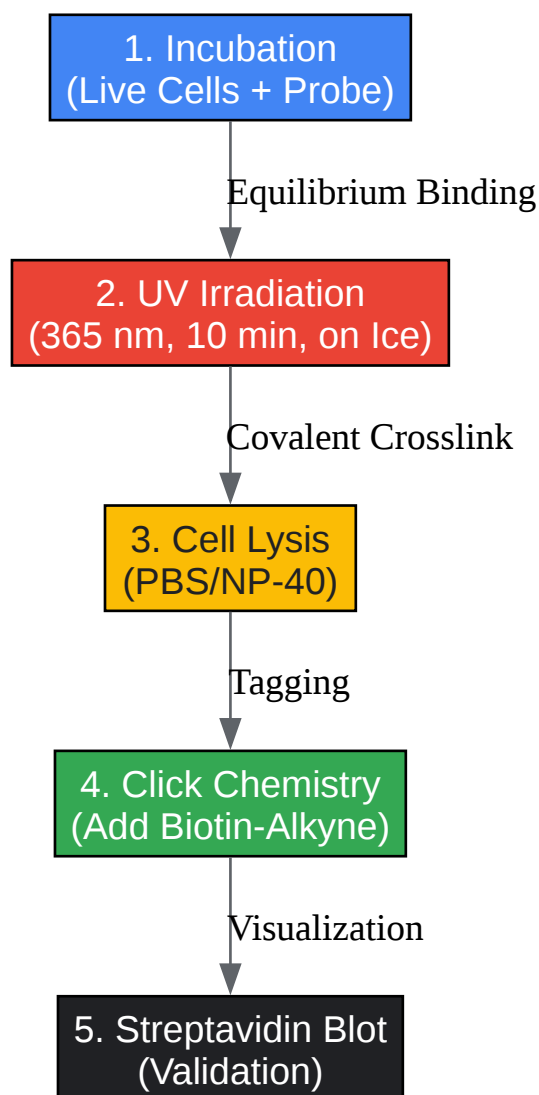 1. Incubation
(Live Cells + Probe)
Equilibrium Binding
2. UV Irradiation
(365 nm, 10 min, on Ice)
Covalent Crosslink
3. Cell Lysis
(PBS/NP-40)
Tagging
4. Click Chemistry
(Add Biotin-Alkyne)
Visualization
5. Streptavidin Blot
(Validation)